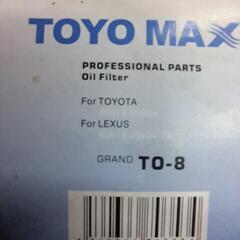 TOYO MAX
PROFESSIONAL PARTS
Oil Filter
For TOYOTA
For LEXUS
GRAND TO-8